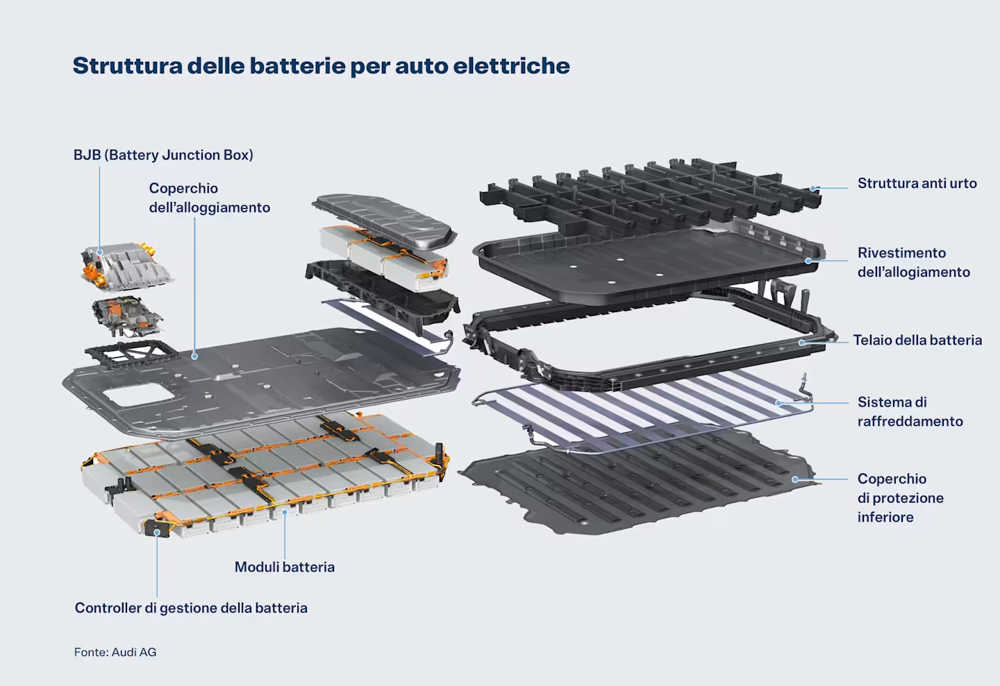 Struttura delle batterie per auto elettriche
BJB (Battery Junction Box)
Coperchio
dell’alloggiamento
Struttura anti urto
Rivestimento
dell’allogiamento
Telaio della batteria
Sistema di
raffreddamento
Coperchio
di protezione
inferiore
Moduli batteria
Controller di gestione della batteria
Fonte: Audi AG